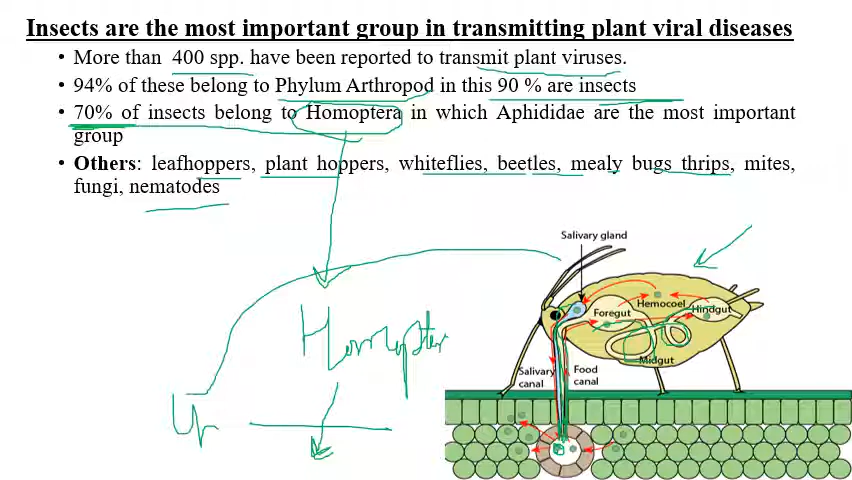 Insects are the most important group in transmitting plant viral diseases
• More than 400 spp. have been reported to transmit plant viruses.
• 94% of these belong to Phylum Arthropod in this 90 % are insects
• 70% of insects belong to Homoptera in which Aphididae are the most important
group
• Others: leafhoppers, plant hoppers, whiteflies, beetles, mealy bugs thrips, mites,
fungi, nematodes
Salivary gland
Hemocoel
Foregut
Hindgut
Midgut
Salivary
canal
Food
canal
Homopter